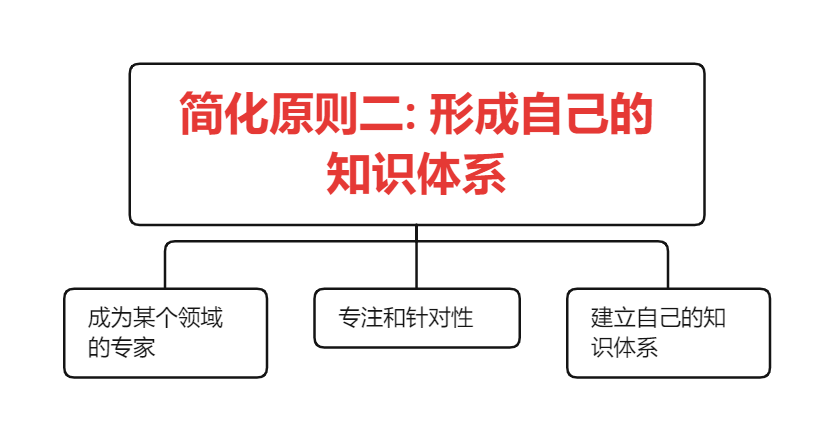 简化原则二: 形成自己的
知识体系
成为某个领域
的专家
专注和针对性
建立自己的知
识体系